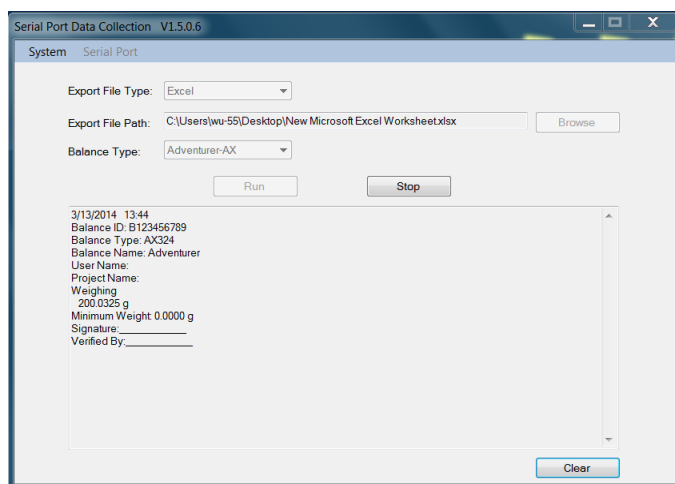 Serial Port Data Collection V1.5.0.6
System Serial Port
Export File Type: Excel
Export File Path: C:\Users\wu-55\Desktop\New Microsoft Excel Worksheet.xlsx Browse
Balance Type: Adventurer-AX
Run Stop
3/13/2014 13:44
Balance ID: B123456789
Balance Type: AX324
Balance Name: Adventurer
User Name:
Project Name:
Weighing
200.0325 g
Minimum Weight: 0.0000 g
Signature:____________
Verified By:____________
Clear